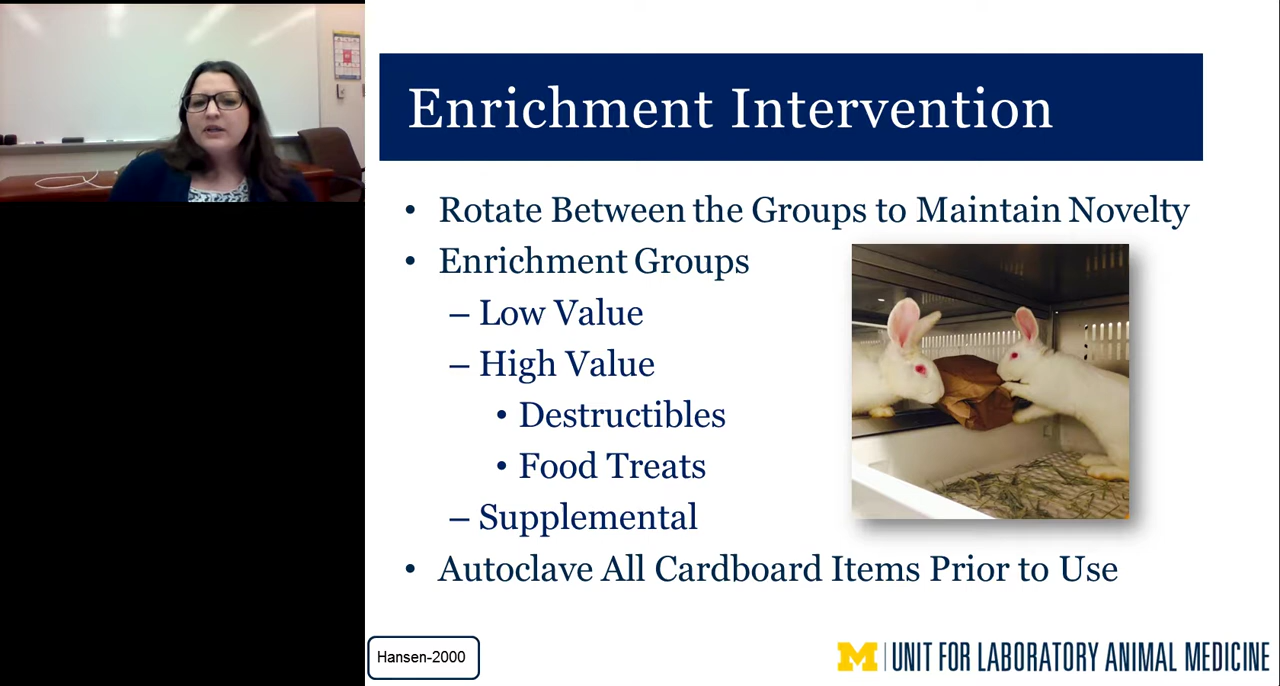 Enrichment Intervention
• Rotate Between the Groups to Maintain Novelty
• Enrichment Groups
– Low Value
– High Value
• Destructibles
• Food Treats
– Supplemental
• Autoclave All Cardboard Items Prior to Use
Hansen-2000
M | UNIT FOR LABORATORY ANIMAL MEDICINE